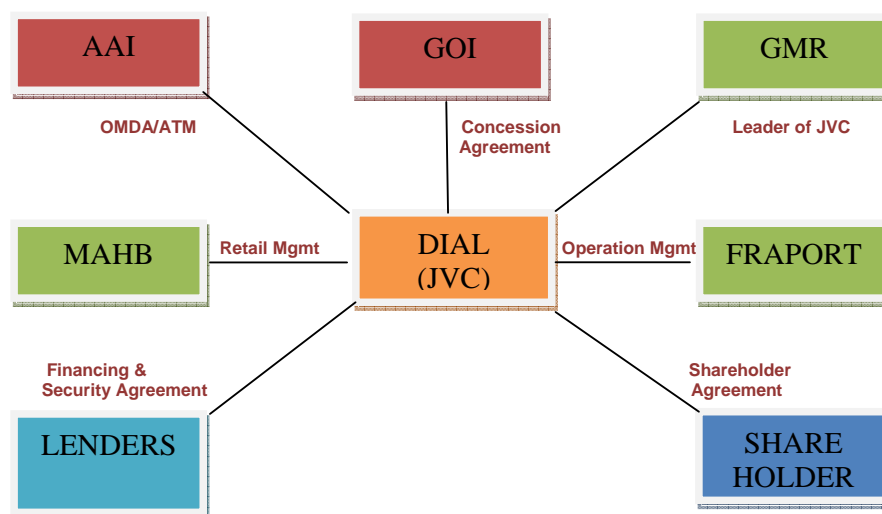 AAI
GOI
GMR
OMDA/ATM
Concession
Agreement
Leader of JVC
MAHB
Retail Mgmt
DIAL
(JVC)
Operation Mgmt
FRAPORT
Financing &
Security Agreement
Shareholder
Agreement
LENDERS
SHARE
HOLDER